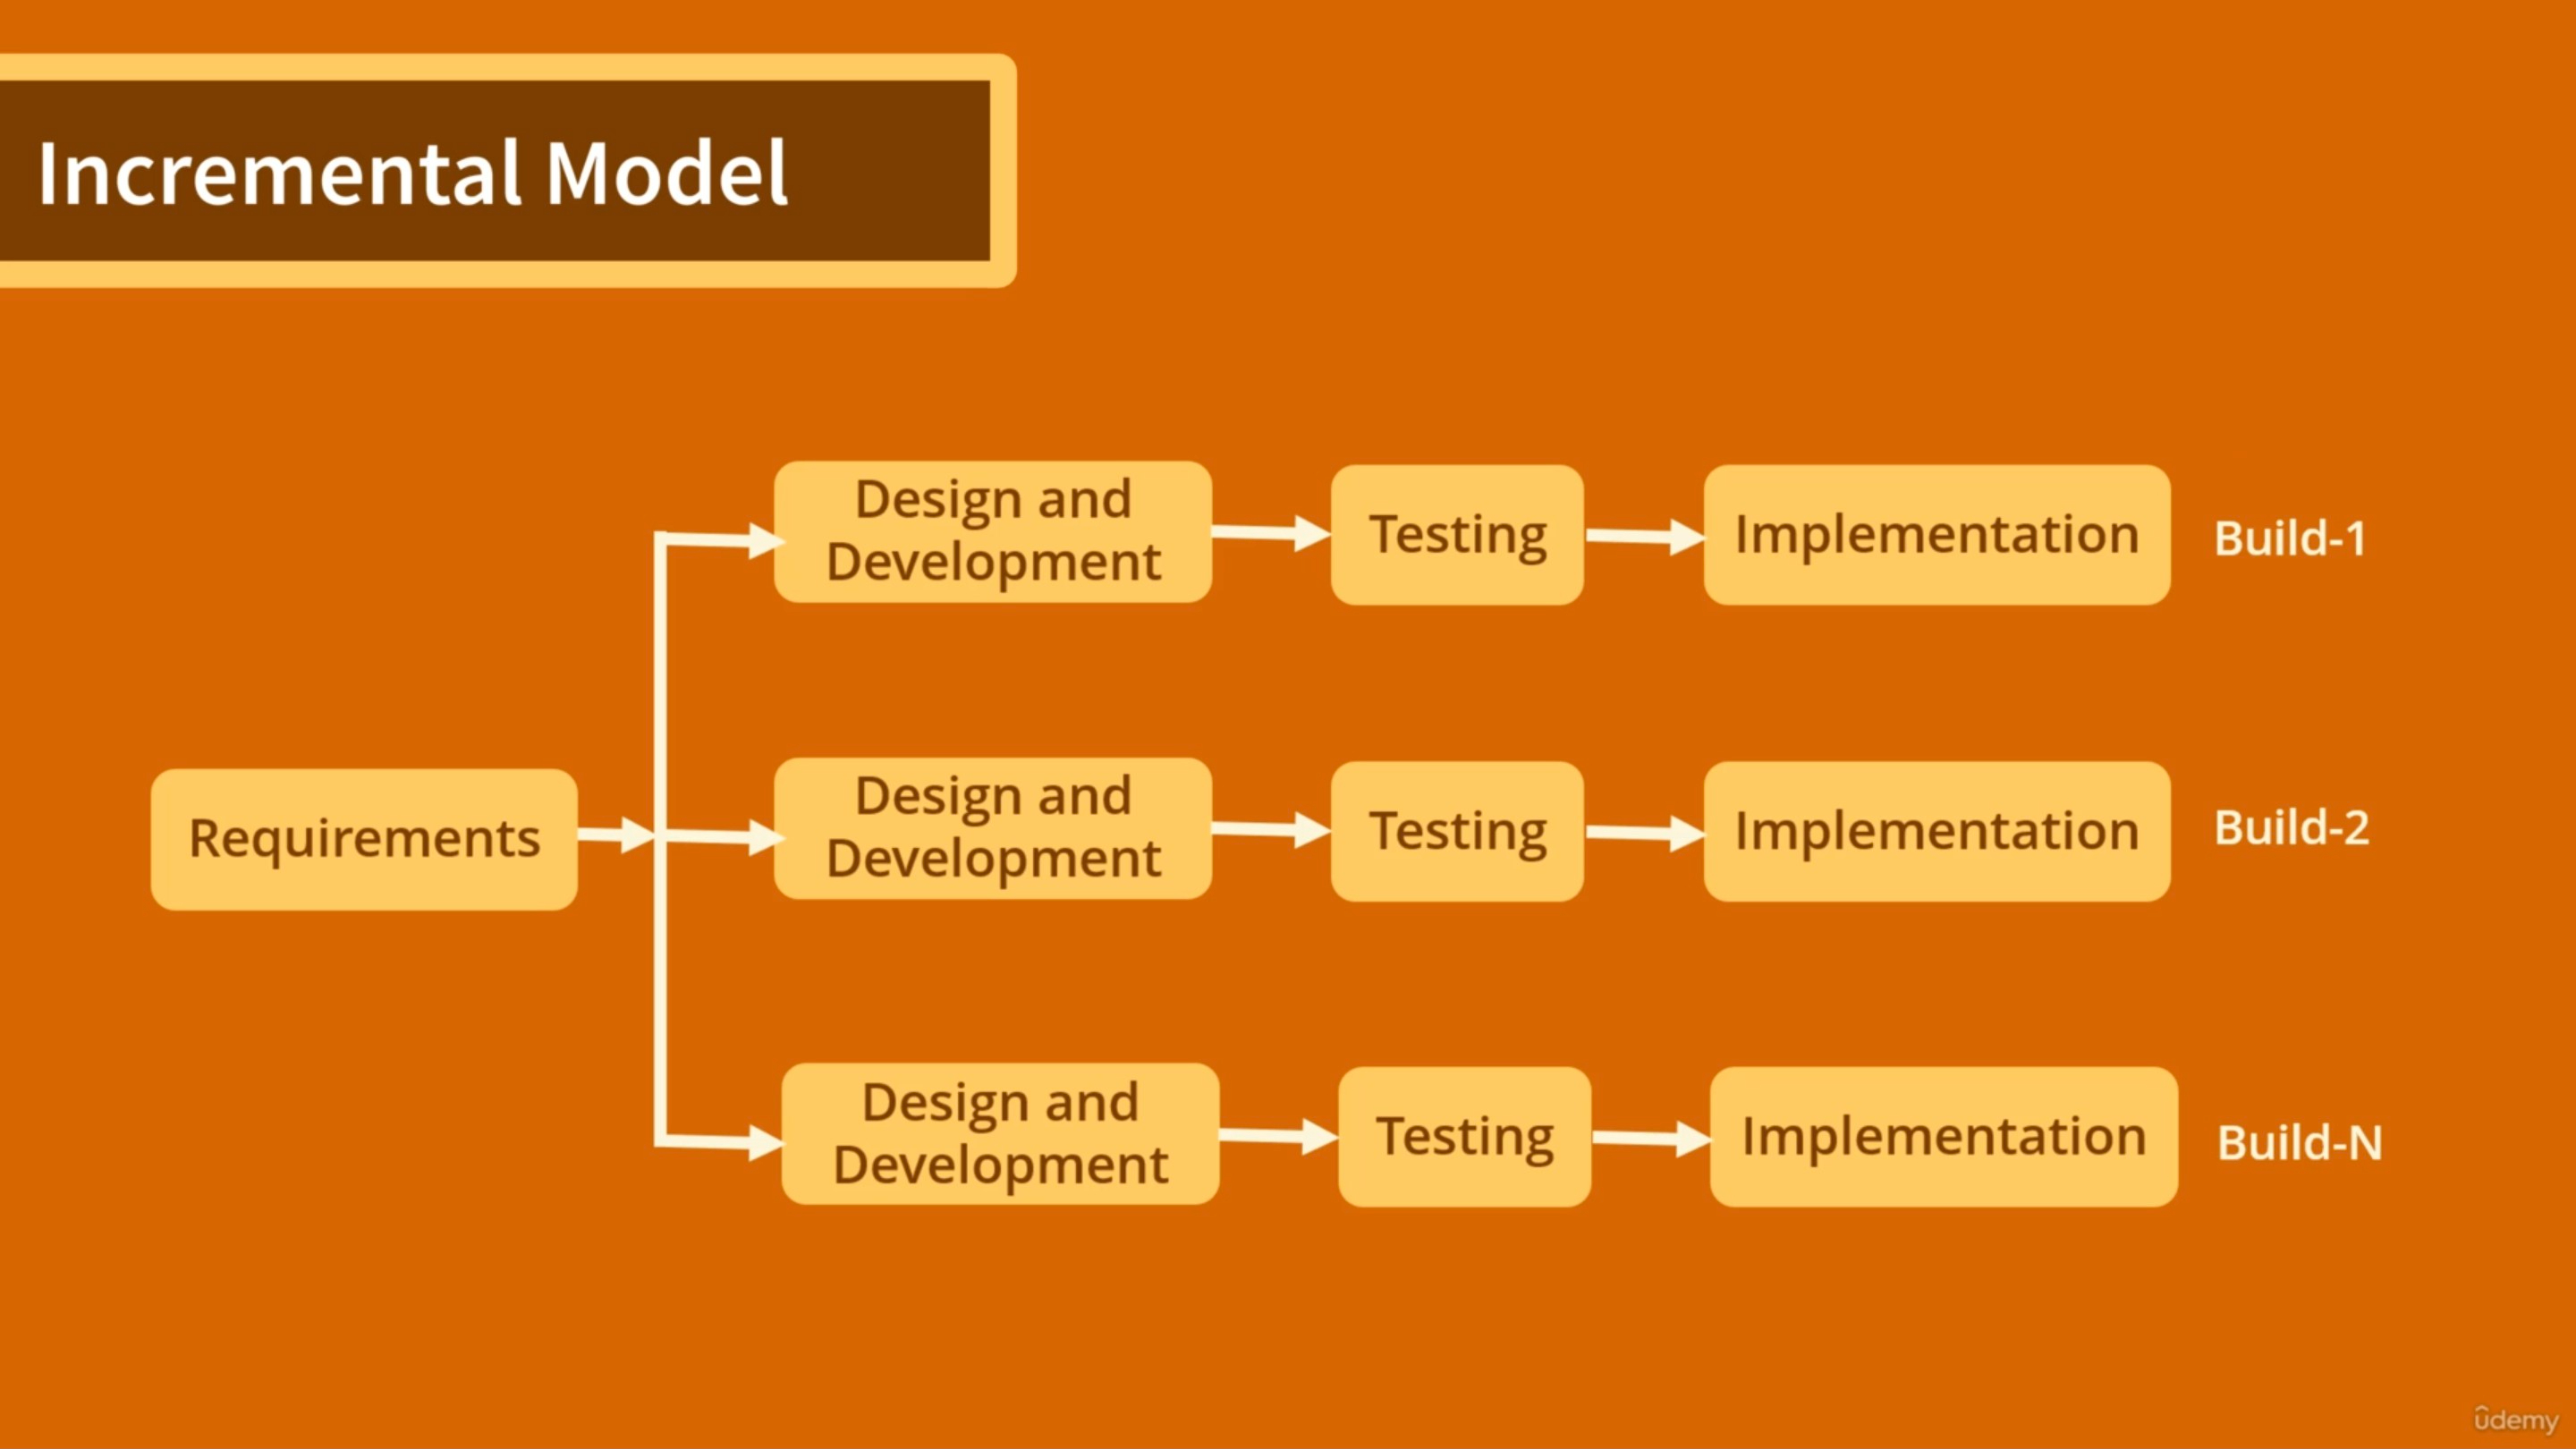 Incremental Model
Design and
Development
Testing
Implementation
Build-1
Requirements
Design and
Development
Testing
Implementation
Build-2
Design and
Development
Testing
Implementation
Build-N
ûdemy